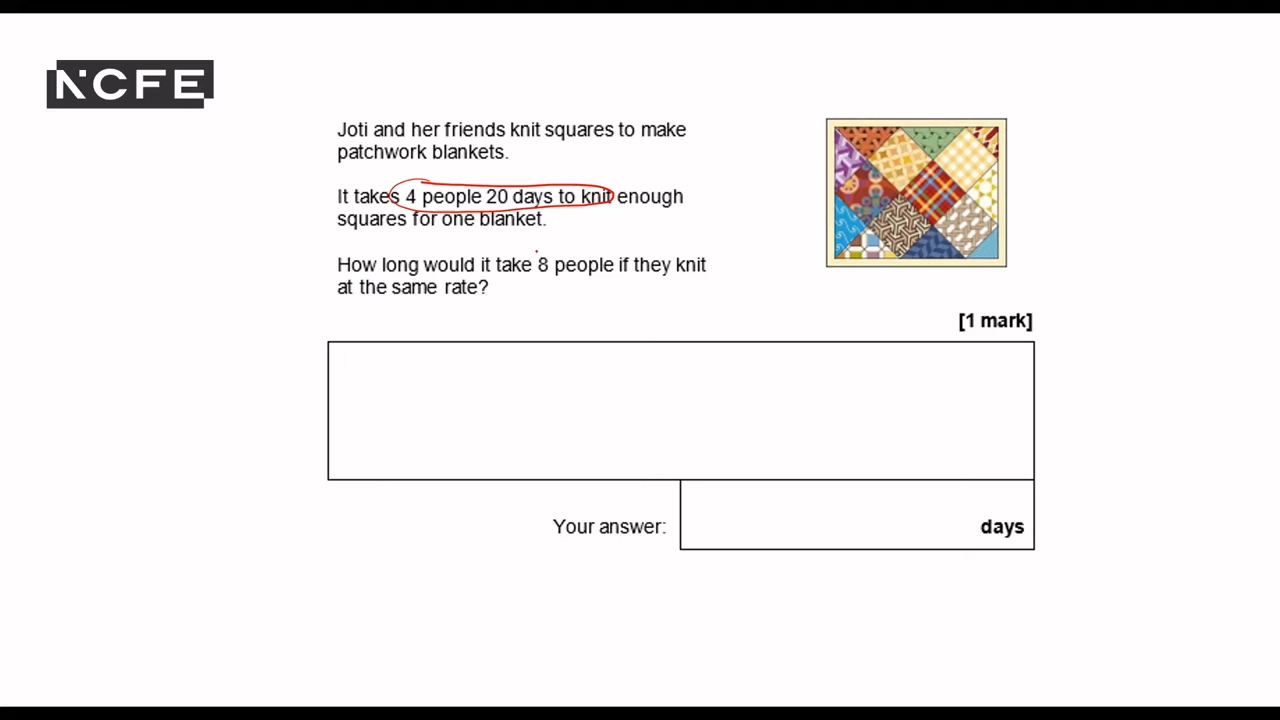 NCFE
Joti and her friends knit squares to make
patchwork blankets.
It takes 4 people 20 days to knit enough
squares for one blanket.
How long would it take 8 people if they knit
at the same rate?
[1 mark]
Your answer:
days